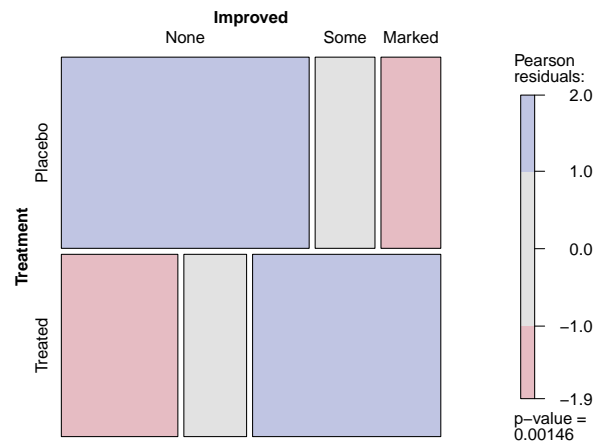 Improved
None Some Marked
Treatment
Placebo
Treated
Pearson
residuals:
2.0
1.0
0.0
−1.0
−1.9
p−value =
0.00146